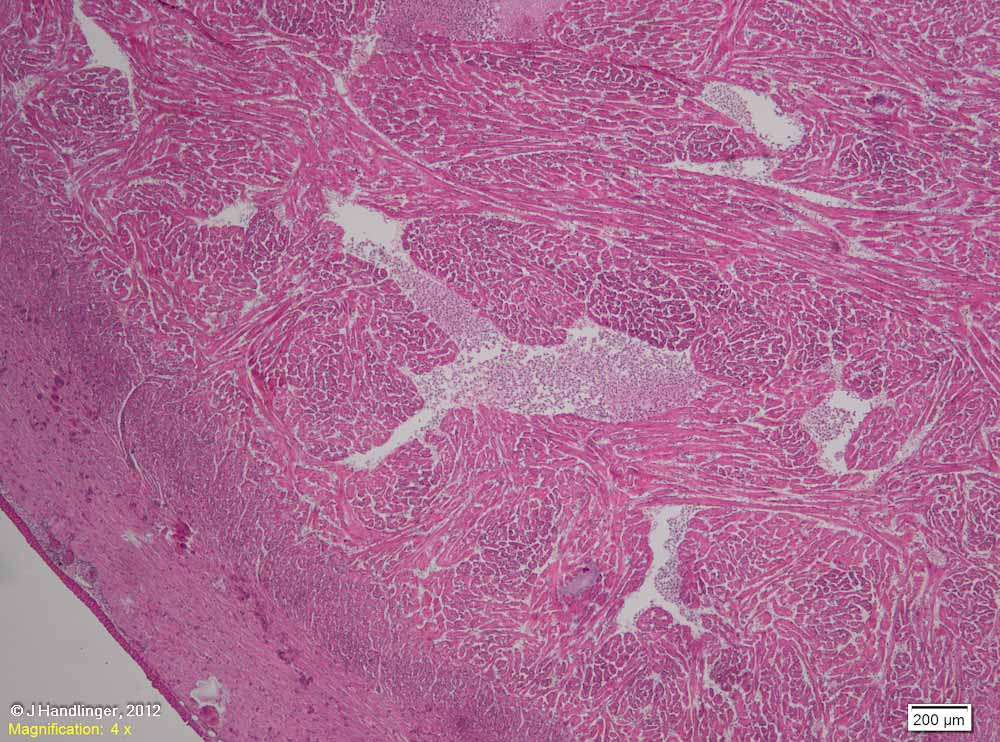 © J Handlinger, 2012
Magnification: 4 x
200 µm